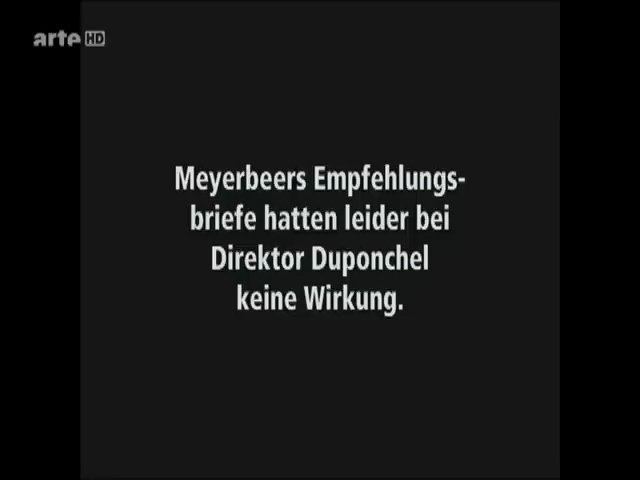 arte HD
Meyerbeers Empfehlungs-
briefe hatten leider bei
Direktor Duponchel
keine Wirkung.